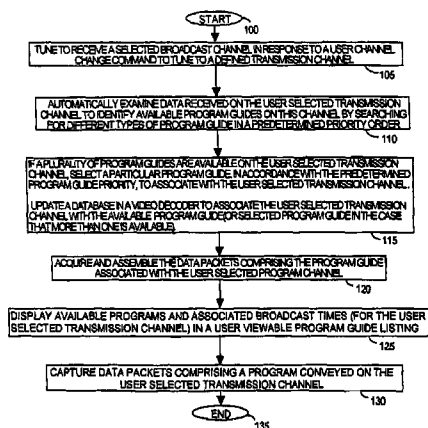 START
100
TUNE TO RECEIVE A SELECTED BROADCAST CHANNEL IN RESPONSE TO A USER CHANNEL
CHANGE COMMAND TO TUNE TO A DEFINED TRANSMISSION CHANNEL
105
AUTOMATICALLY EXAMINE DATA RECEIVED ON THE USER SELECTED TRANSMISSION
CHANNEL TO IDENTIFY AVAILABLE PROGRAM GUIDES ON THIS CHANNEL BY SEARCHING
FOR DIFFERENT TYPES OF PROGRAM GUIDE IN A PREDETERMINED PRIORITY ORDER
110
IF A PLURALITY OF PROGRAM GUIDES ARE AVAILABLE ON THE USER SELECTED TRANSMISSION
CHANNEL, SELECT A PARTICULAR PROGRAM GUIDE IN ACCORDANCE WITH THE PREDETERMINED
PROGRAM GUIDE PRIORITY, TO ASSOCIATE WITH THE USER SELECTED TRANSMISSION CHANNEL.
UPDATE A DATABASE IN A VIDEO DECODER TO ASSOCIATE THE USER SELECTED TRANSMISSION
CHANNEL WITH THE AVAILABLE PROGRAM GUIDE (OR SELECTED PROGRAM GUIDE IN THE CASE
THAT MORE THAN ONE IS AVAILABLE).
115
ACQUIRE AND ASSEMBLE THE DATA PACKETS COMPRISING THE PROGRAM GUIDE
ASSOCIATED WITH THE USER SELECTED PROGRAM CHANNEL
120
DISPLAY AVAILABLE PROGRAMS AND ASSOCIATED BROADCAST TIMES (FOR THE USER
SELECTED TRANSMISSION CHANNEL) IN A USER VIEWABLE PROGRAM GUIDE LISTING
125
CAPTURE DATA PACKETS COMPRISING A PROGRAM CONVEYED ON THE
USER SELECTED TRANSMISSION CHANNEL
130
END
135